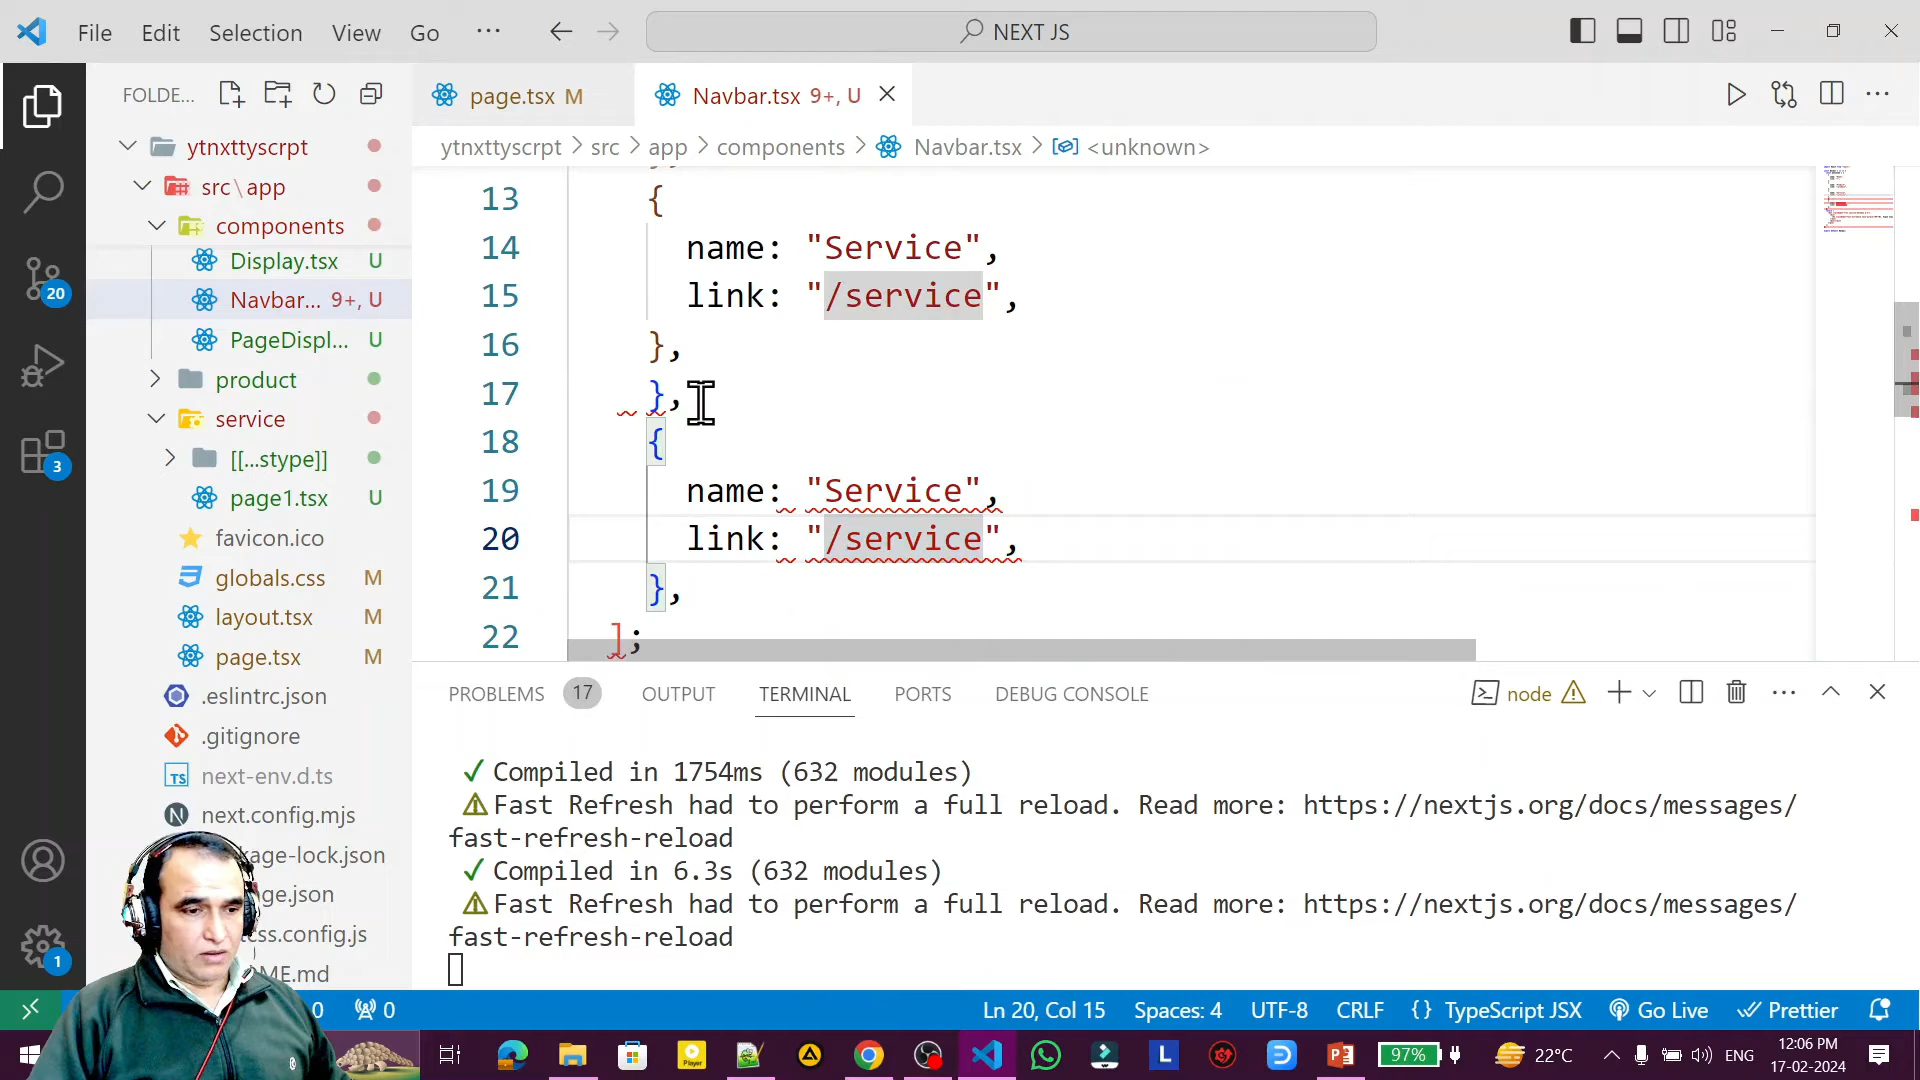 File Edit Selection View Go ··· NEXT JS
FOLDE...
page.tsx M
Navbar.tsx 9+, U
ytnxttyscrpt > src > app > components > Navbar.tsx > <unknown>
ytnxttyscrpt
src\app
components
Display.tsx U
Navbar... 9+, U
PageDispl... U
product
service
[[...stype]]
page1.tsx U
favicon.ico
globals.css M
layout.tsx M
page.tsx M
.eslintrc.json
.gitignore
TS next-env.d.ts
N next.config.mjs
kage-lock.json
ge.json
css.config.js
ME.md
20
3
1
13 {
14 name: "Service",
15 link: "/service",
16 },
17 },
18 {
19 name: "Service",
20 link: "/service",
21 },
22 ];
PROBLEMS 17 OUTPUT TERMINAL PORTS DEBUG CONSOLE
node
✓ Compiled in 1754ms (632 modules)
⚠ Fast Refresh had to perform a full reload. Read more: https://nextjs.org/docs/messages/
fast-refresh-reload
✓ Compiled in 6.3s (632 modules)
⚠ Fast Refresh had to perform a full reload. Read more: https://nextjs.org/docs/messages/
fast-refresh-reload
0 0 Ln 20, Col 15 Spaces: 4 UTF-8 CRLF {} TypeScript JSX Go Live Prettier
Player L 97% 22°C ENG
12:06 PM
17-02-2024